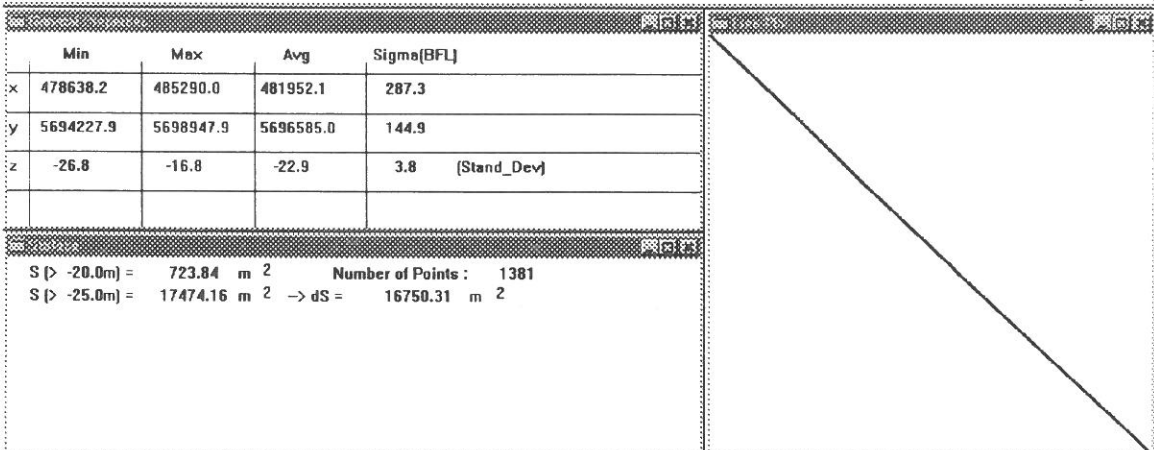 Min Max Avg Sigma(BFL)
x 478638.2 485290.0 481952.1 287.3
y 5694227.9 5698947.9 5696585.0 144.9
z -26.8 -16.8 -22.9 3.8 (Stand_Dev)
S (> -20.0m) = 723.84 m 2 Number of Points : 1381
S (> -25.0m) = 17474.16 m 2 --> dS = 16750.31 m 2